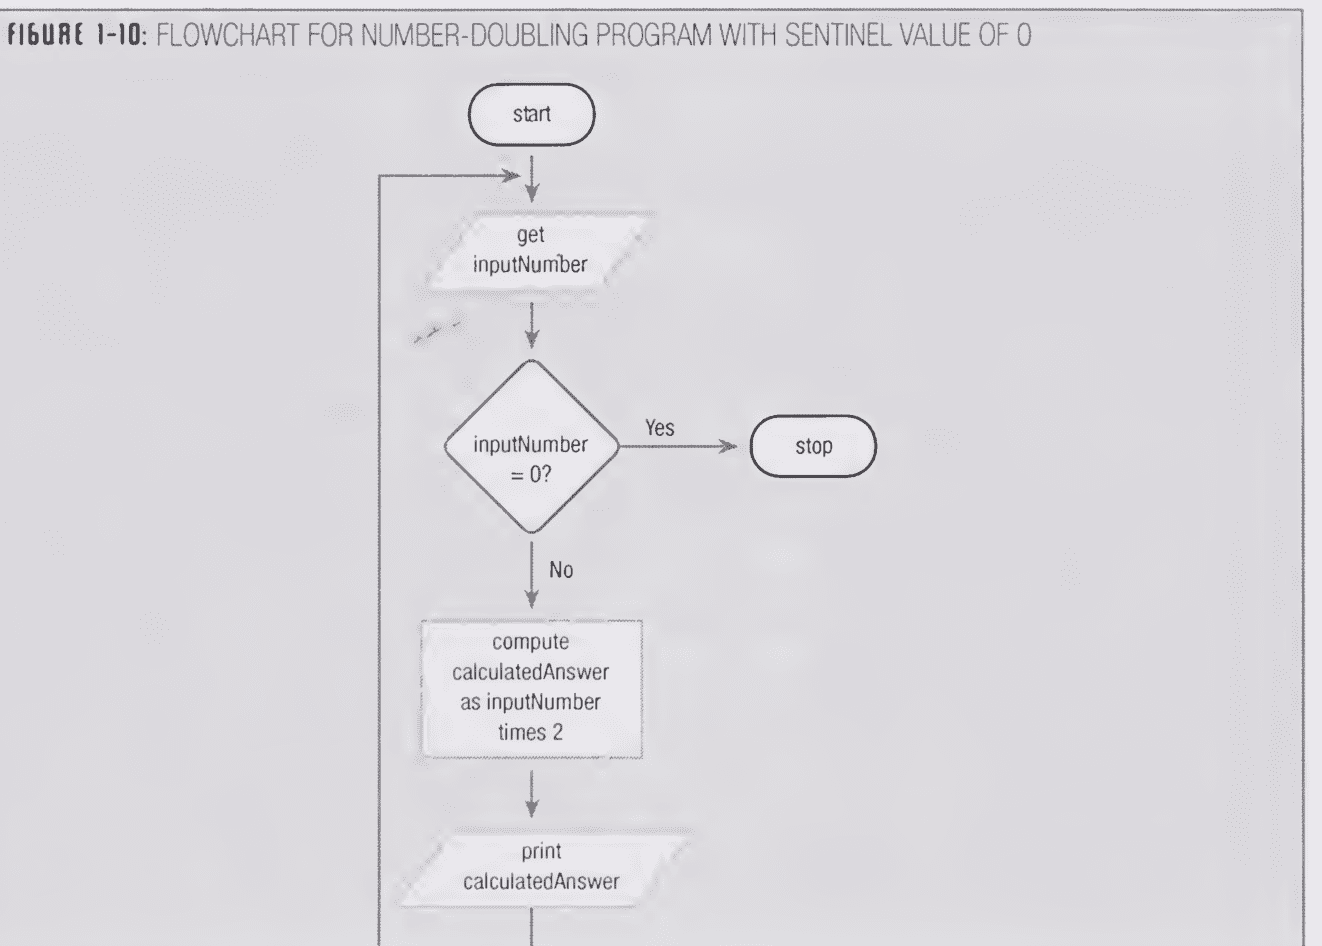 FIGURE 1-10: FLOWCHART FOR NUMBER-DOUBLING PROGRAM WITH SENTINEL VALUE OF 0
start
get
inputNumber
inputNumber
= 0?
Yes
stop
No
compute
calculatedAnswer
as inputNumber
times 2
print
calculatedAnswer